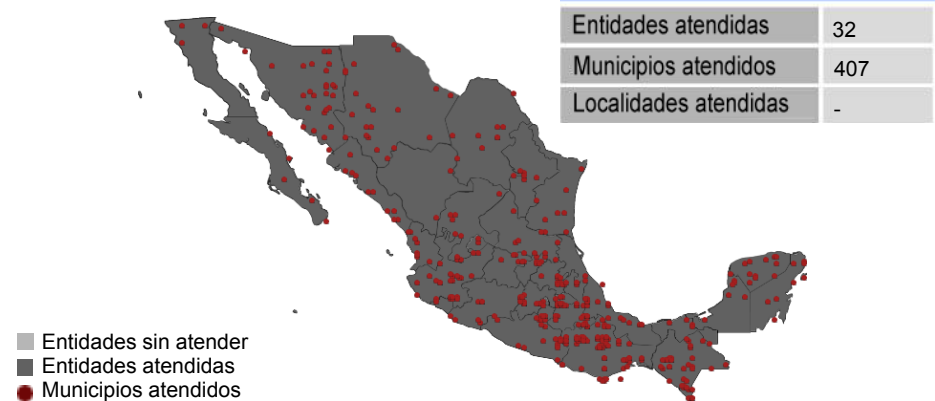 Entidades atendidas 32
Municipios atendidos 407
Localidades atendidas -
Entidades sin atender
Entidades atendidas
Municipios atendidos